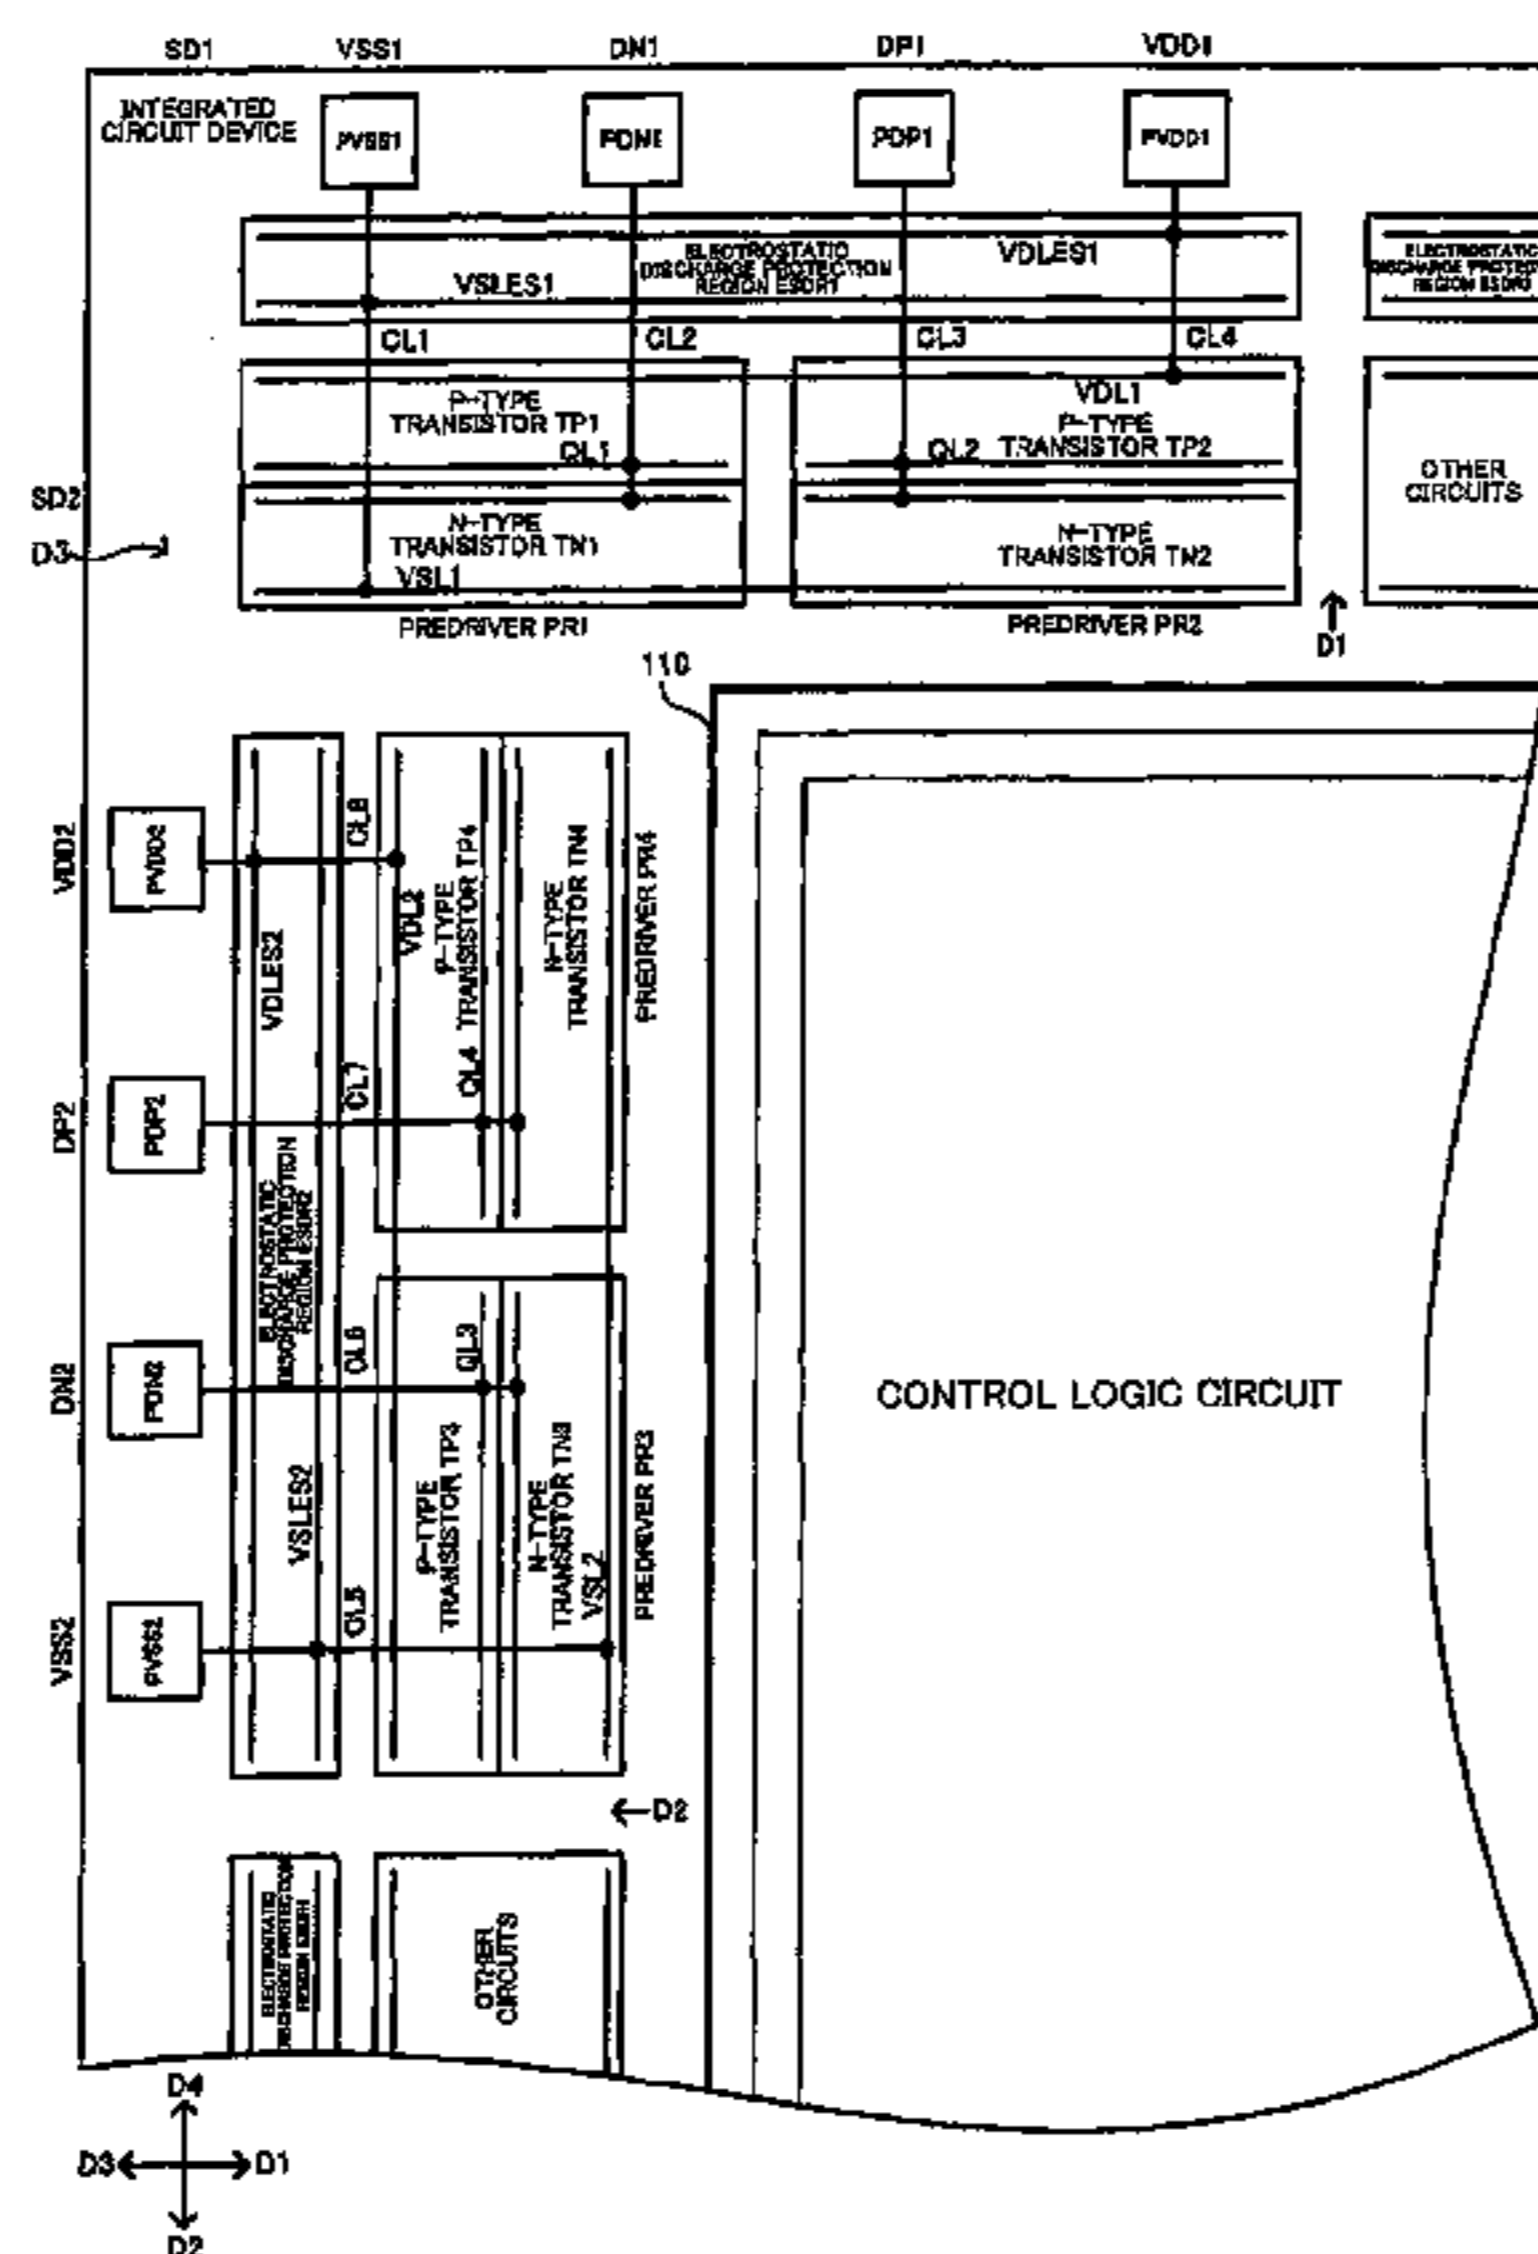 SD1
VSS1
DN1
DP1
VDD1
INTEGRATED
CIRCUIT DEVICE
PVSS1
PDN1
PDP1
PVDD1
ELECTROSTATIC
DISCHARGE PROTECTION
REGION ESDR1
VDLES1
VSLES1
ELECTROSTATIC
CL1
CL2
CL3
CL4
P-TYPE
TRANSISTOR TP1
QL1
VDL1
P-TYPE
TRANSISTOR TP2
QL2
OTHER
CIRCUITS
SD2
D3
N-TYPE
TRANSISTOR TN1
VSL1
N-TYPE
TRANSISTOR TN2
PREDRIVER PR1
PREDRIVER PR2
D1
110
VDD2
PVDD2
CL8
VDLES2
VDL2
P-TYPE
TRANSISTOR TP4
N-TYPE
TRANSISTOR TN4
PREDRIVER PR4
DP2
PDP2
CL7
QL4
ELECTROSTATIC
DISCHARGE PROTECTION
REGION ESDR2
DN2
PDN2
CL6
QL3
CONTROL LOGIC CIRCUIT
VSLES2
P-TYPE
TRANSISTOR TP3
N-TYPE
TRANSISTOR TN3
VSL2
PREDRIVER PR3
VSS2
PVSS2
CL5
D2
ELECTROSTATIC
DISCHARGE PROTECTION
OTHER
CIRCUITS
D4
D3
D1
D2